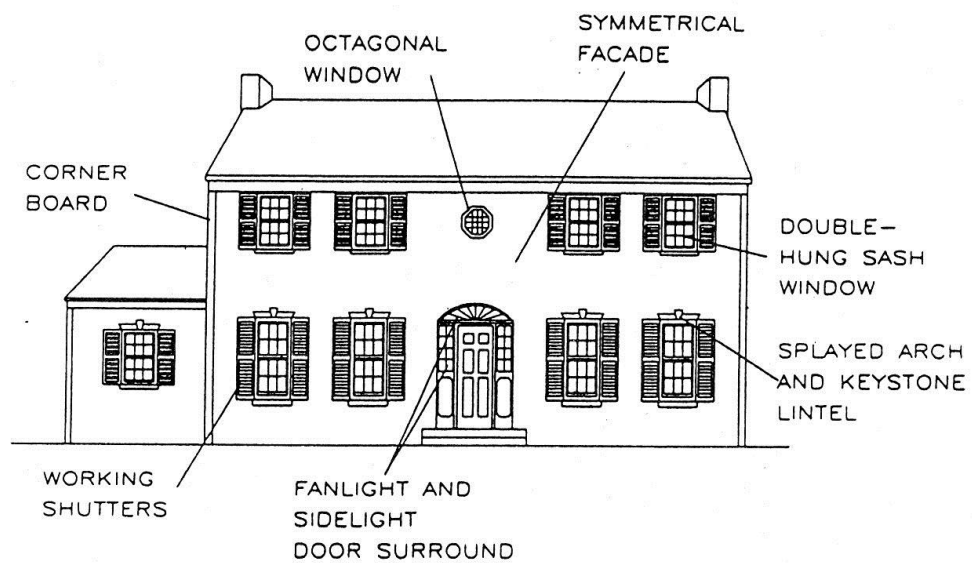 OCTAGONAL
WINDOW
SYMMETRICAL
FACADE
CORNER
BOARD
DOUBLE-
HUNG SASH
WINDOW
SPLAYED ARCH
AND KEYSTONE
LINTEL
WORKING
SHUTTERS
FANLIGHT AND
SIDELIGHT
DOOR SURROUND